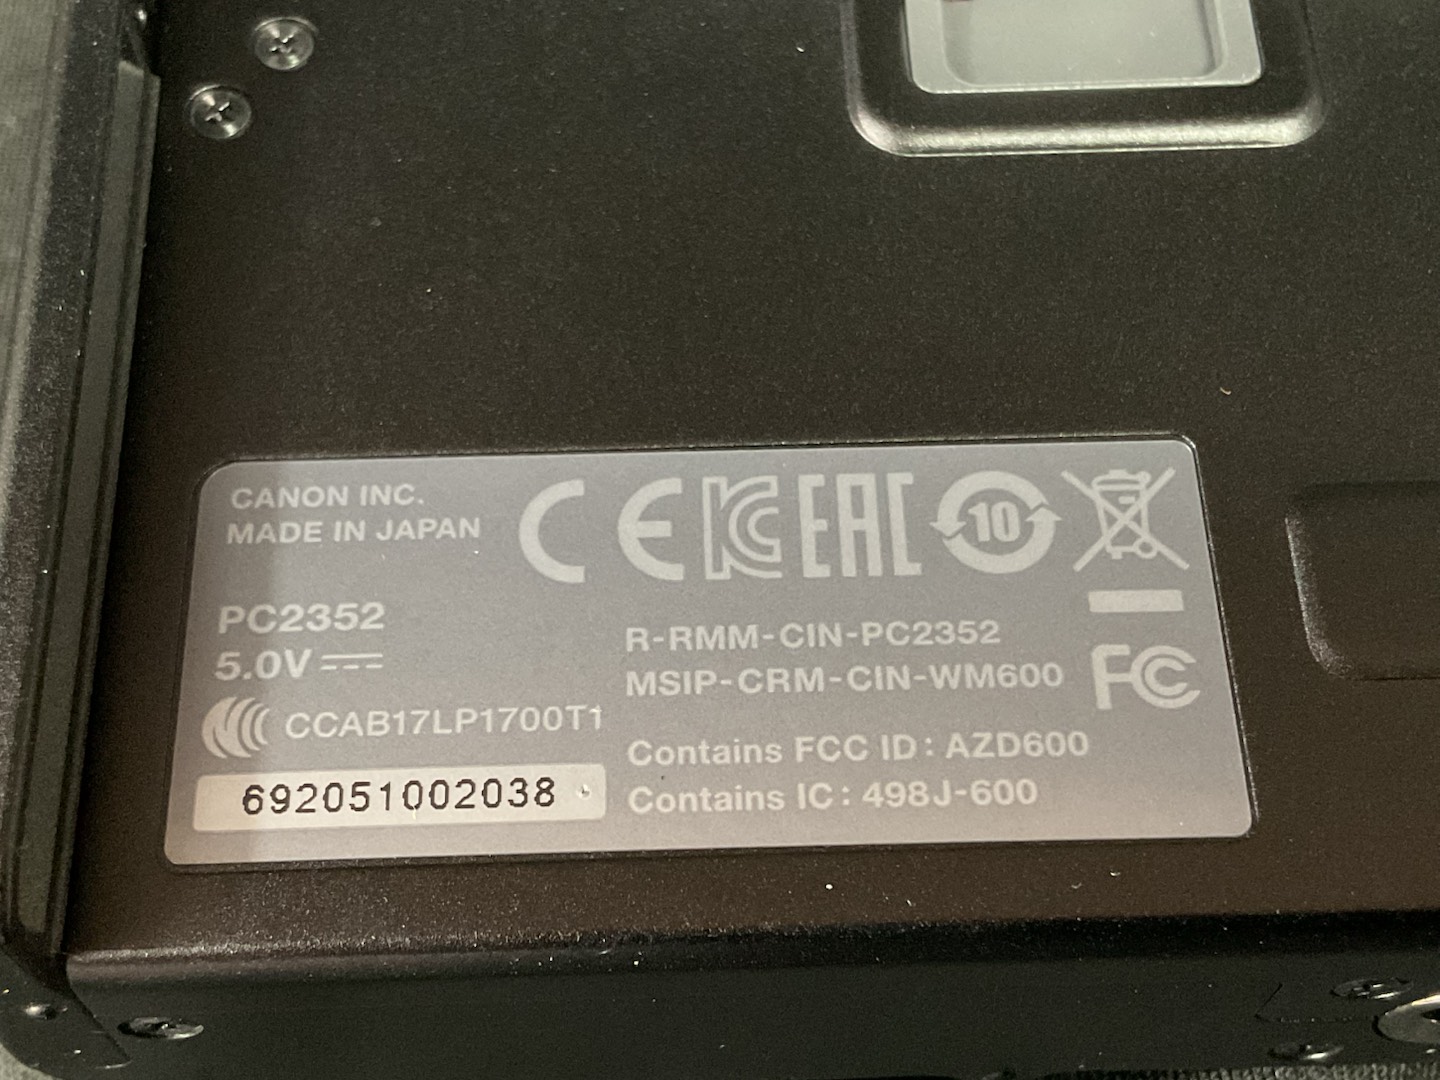 CANON INC.
MADE IN JAPAN
CE
EAC
10
PC2352
5.0V
R-RMM-CIN-PC2352
MSIP-CRM-CIN-WM600
FC
CCAB17LP1700T1
Contains FCC ID: AZD600
692051002038
Contains IC: 498J-600